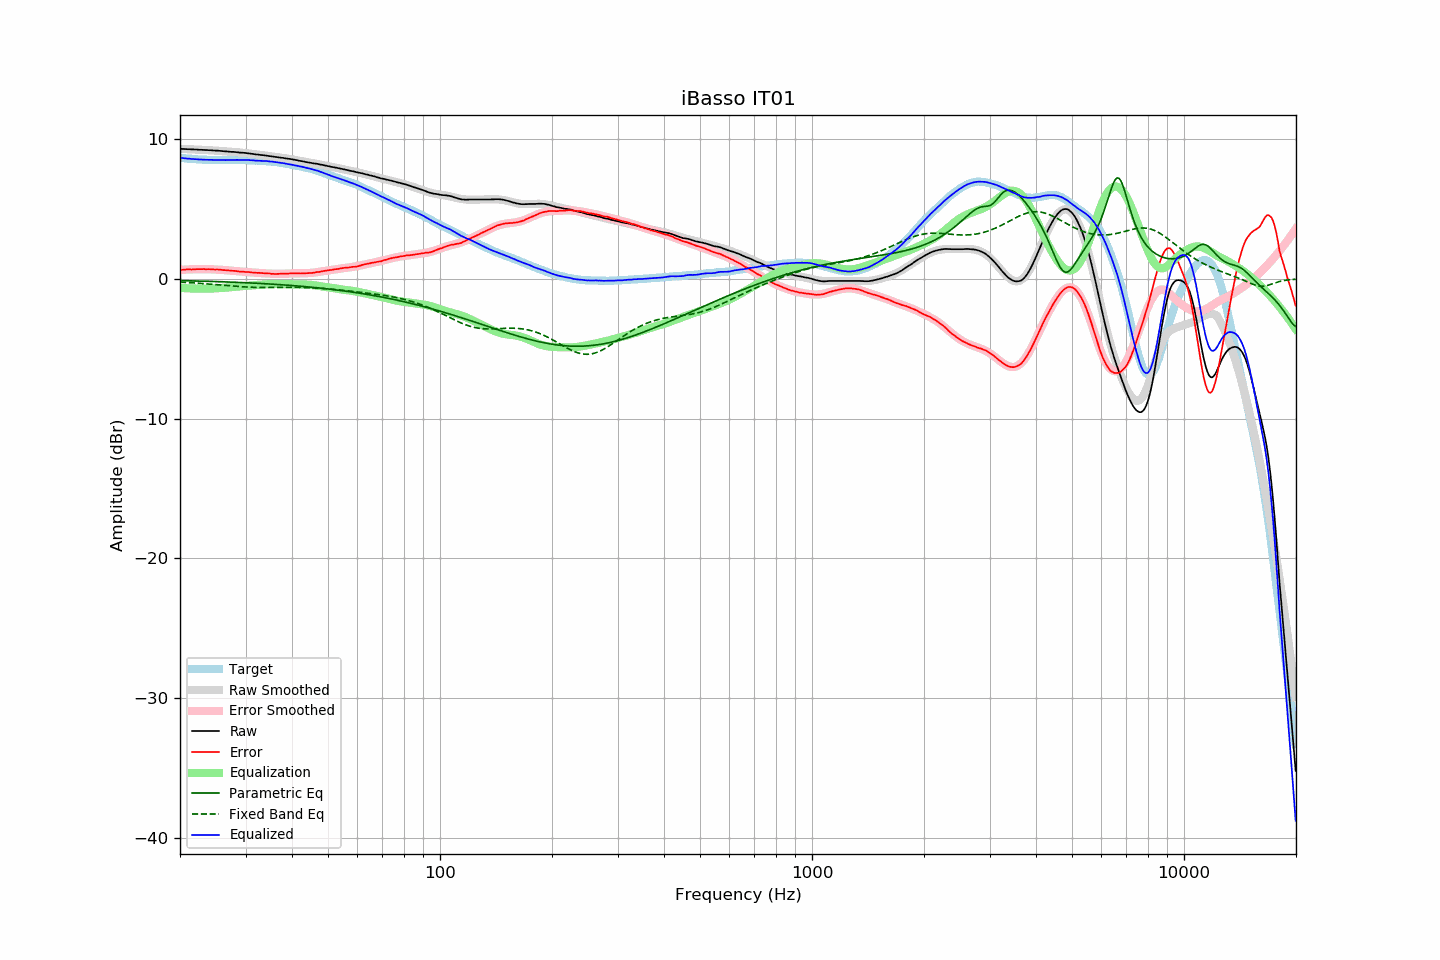 iBasso IT01
Amplitude (dBr)
10
0
−10
−20
−30
−40
Target
Raw Smoothed
Error Smoothed
Raw
Error
Equalization
Parametric Eq
Fixed Band Eq
Equalized
100
1000
10000
Frequency (Hz)